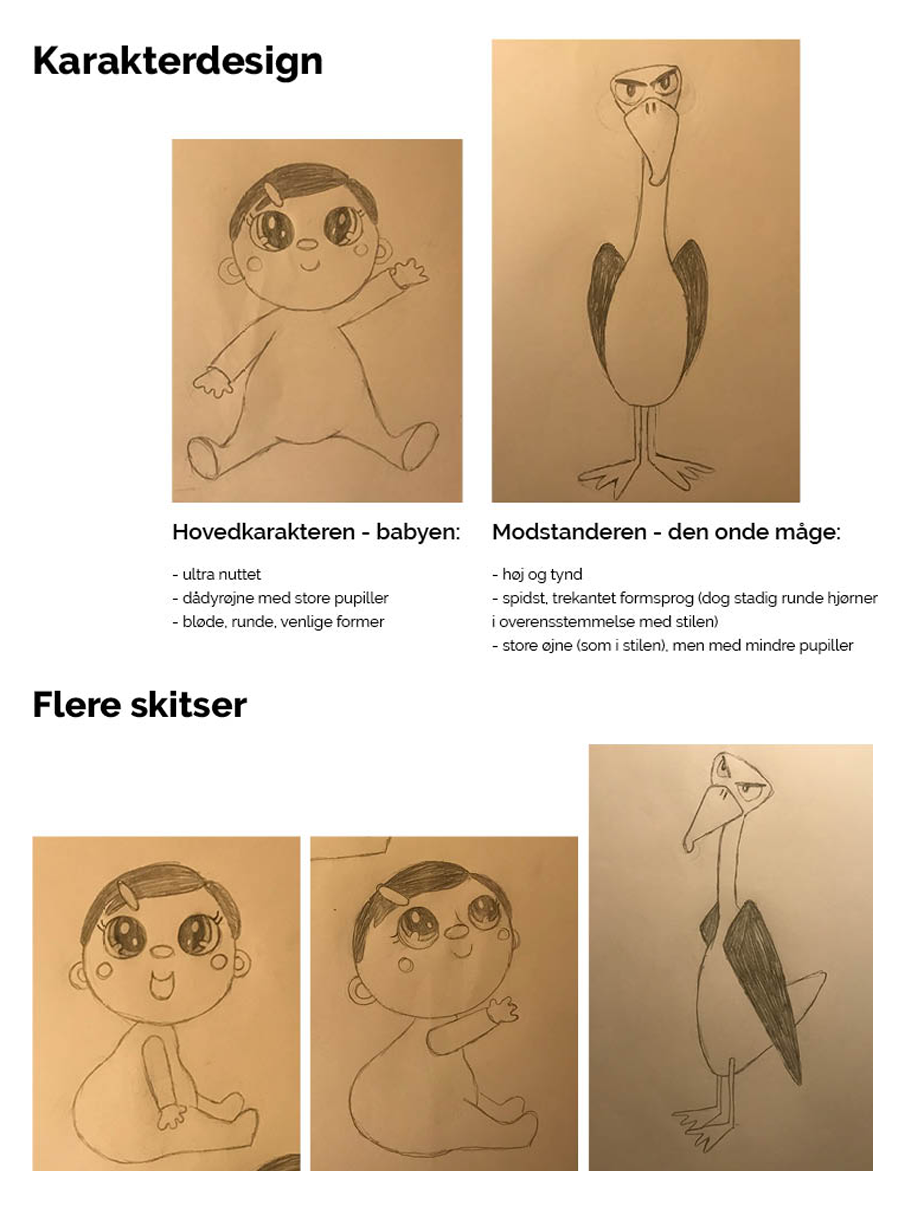 Karakterdesign
Hovedkarakteren - babyen:
- ultra nuttet
- dådyrøjne med store pupiller
- bløde, runde, venlige former
Modstanderen - den onde måge:
- høj og tynd
- spidst, trekantet formsprog (dog stadig runde hjørner
i overensstemmelse med stilen)
- store øjne (som i stilen), men med mindre pupiller
Flere skitser